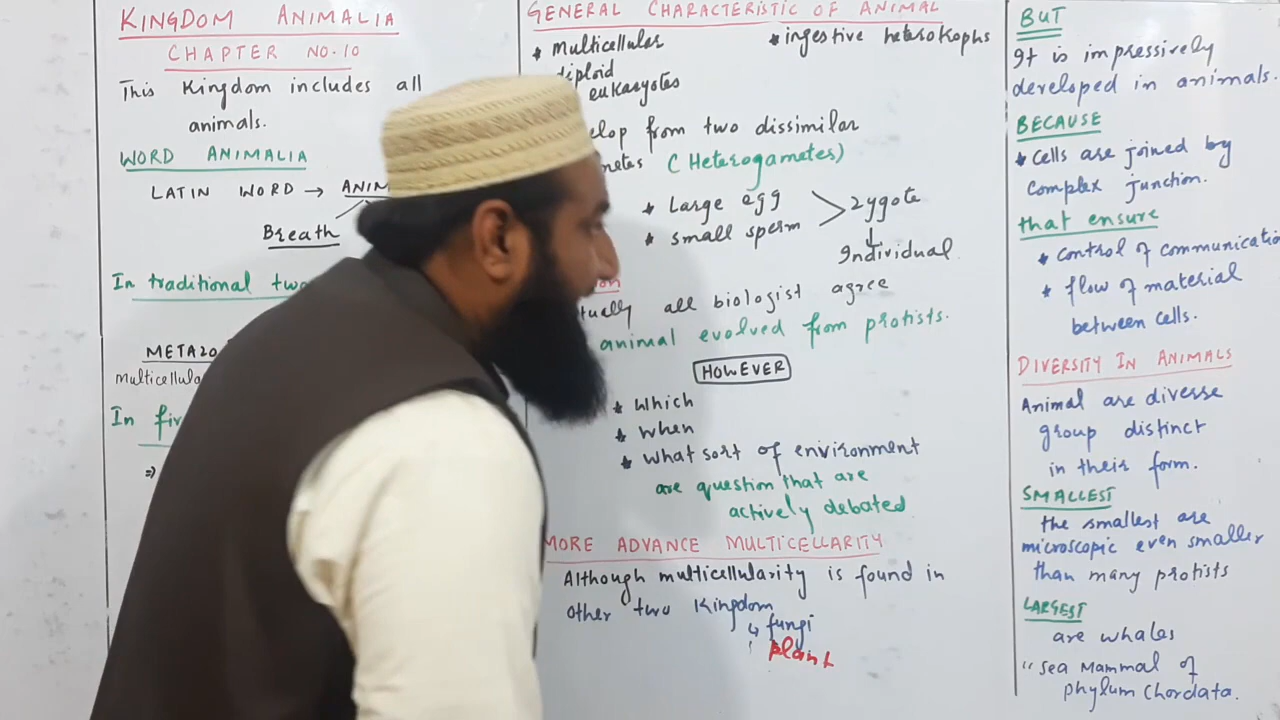 KINGDOM ANIMALIA
CHAPTER NO.10
This Kingdom includes all
animals.
WORD ANIMALIA
LATIN WORD →
Breath
In traditional two
multicellula
In
⇒
GENERAL CHARACTERISTIC OF ANIMAL
* Multicellular
* ingestive heterotrophs
diploid
eukaryotes
elop from two dissimilar
metes (Heterogametes)
* Large egg
* small sperm
zygote
↓
Individual
tually all biologist agree
animal evolved from protists.
HOWEVER
* Which
* When
* What sort of environment
are question that are
actively debated
MORE ADVANCE MULTICELLARITY
Although multicellularity is found in
other two Kingdom
↳ fungi
plant
BUT
It is impressively
developed in animals.
BECAUSE
* Cells are joined by
Complex junction.
that ensure
* control of communicatio
* flow of material
between cells.
DIVERSITY IN ANIMALS
Animal are diverse
group distinct
in their form.
SMALLEST
the smallest are
microscopic even smaller
than many protists
LARGEST
are whales
"Sea Mammal of
phylum Chordata.